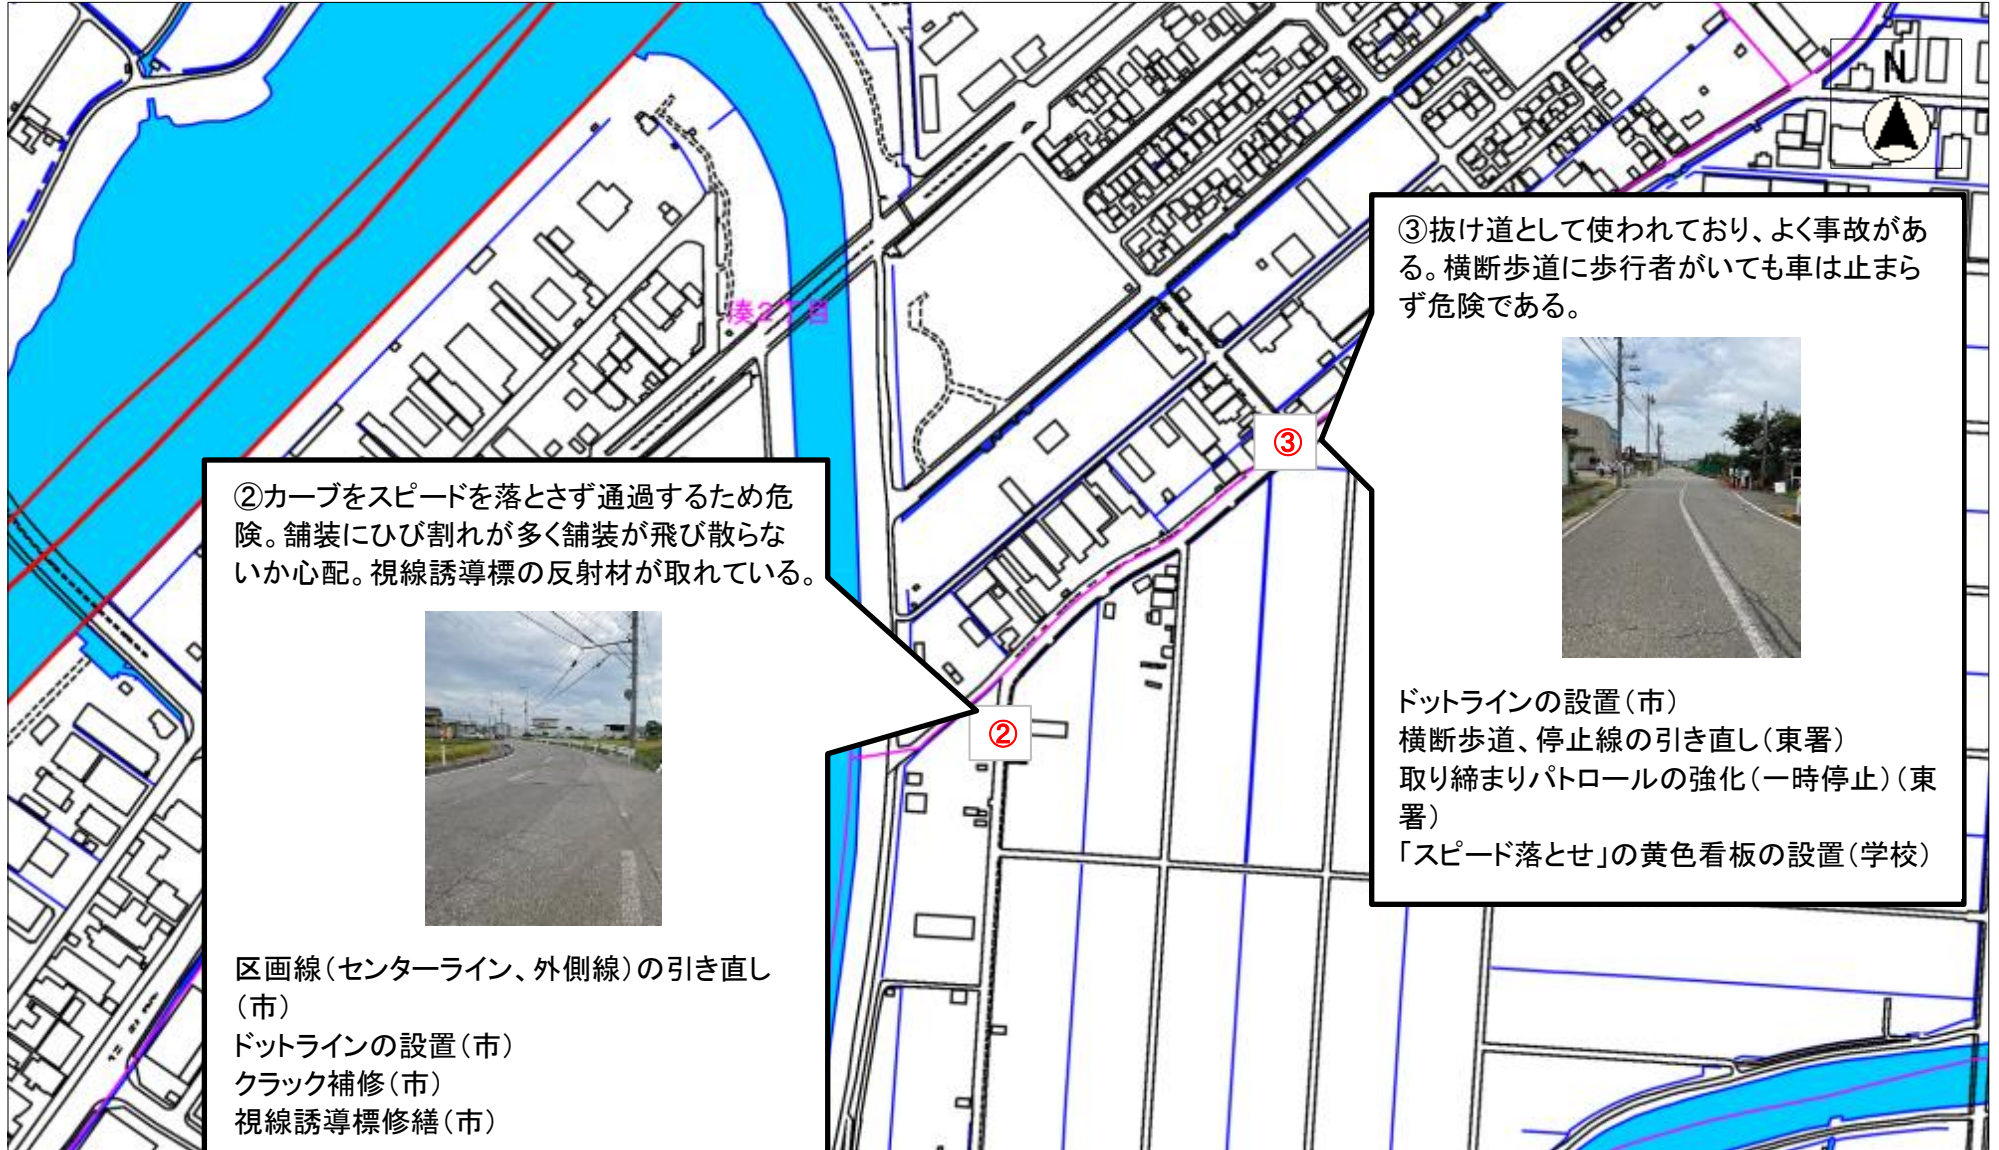 N
湊2丁目
③抜け道として使われており、よく事故があ
る。横断歩道に歩行者がいても車は止まら
ず危険である。
③
ドットラインの設置(市)
横断歩道、停止線の引き直し(東署)
取り締まりパトロールの強化(一時停止)(東
署)
「スピード落とせ」の黄色看板の設置(学校)
②カーブをスピードを落とさず通過するため危
険。舗装にひび割れが多く舗装が飛び散らな
いか心配。視線誘導標の反射材が取れている。
②
区画線(センターライン、外側線)の引き直し
(市)
ドットラインの設置(市)
クラック補修(市)
視線誘導標修繕(市)